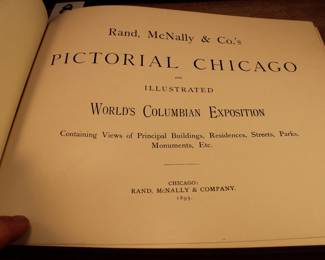 Rand, McNally & Co.'s
PICTORIAL CHICAGO
AND
ILLUSTRATED
WORLD'S COLUMBIAN EXPOSITION
Containing Views of Principal Buildings, Residences, Streets, Parks,
Monuments, Etc.
CHICAGO:
RAND, McNALLY & COMPANY.
1893.